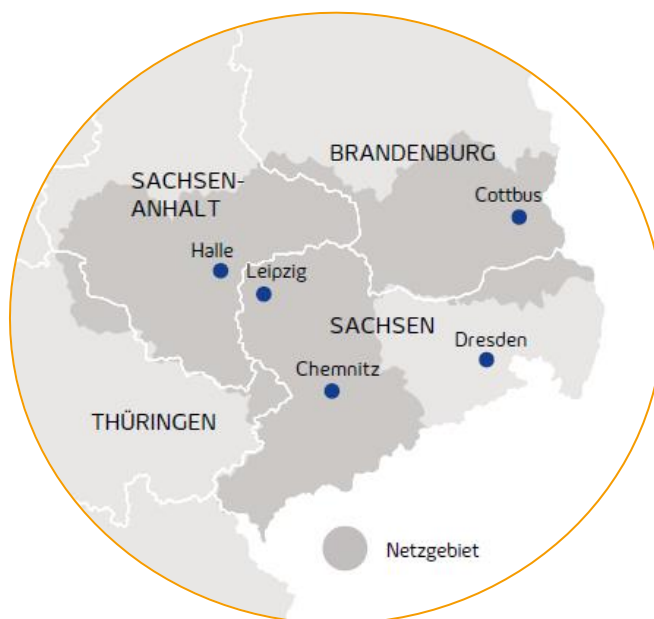 BRANDENBURG
SACHSEN-
ANHALT
Cottbus
Halle
Leipzig
SACHSEN
Dresden
Chemnitz
THÜRINGEN
Netzgebiet